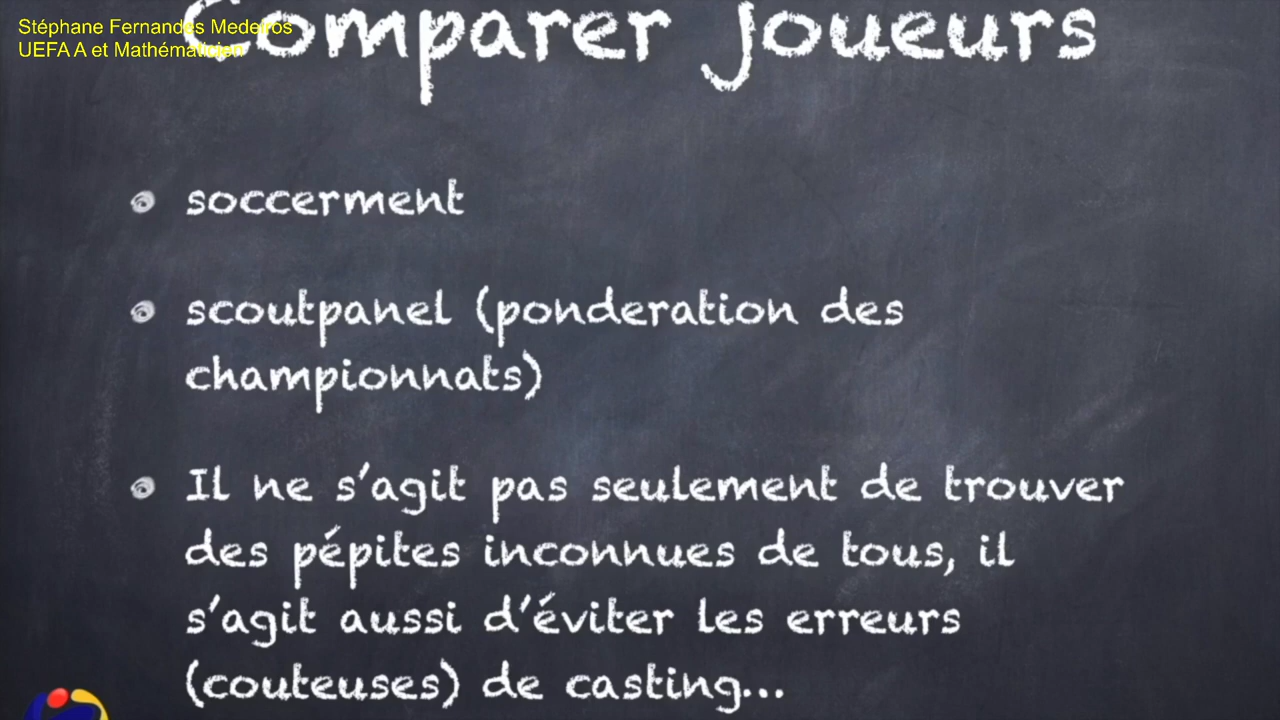 Stéphane Fernandes Medeiros
UEFA A et Mathématicien
Comparer joueurs
soccerment
scoutpanel (ponderation des
championnats)
Il ne s'agit pas seulement de trouver
des pépites inconnues de tous, il
s'agit aussi d'éviter les erreurs
(couteuses) de casting...